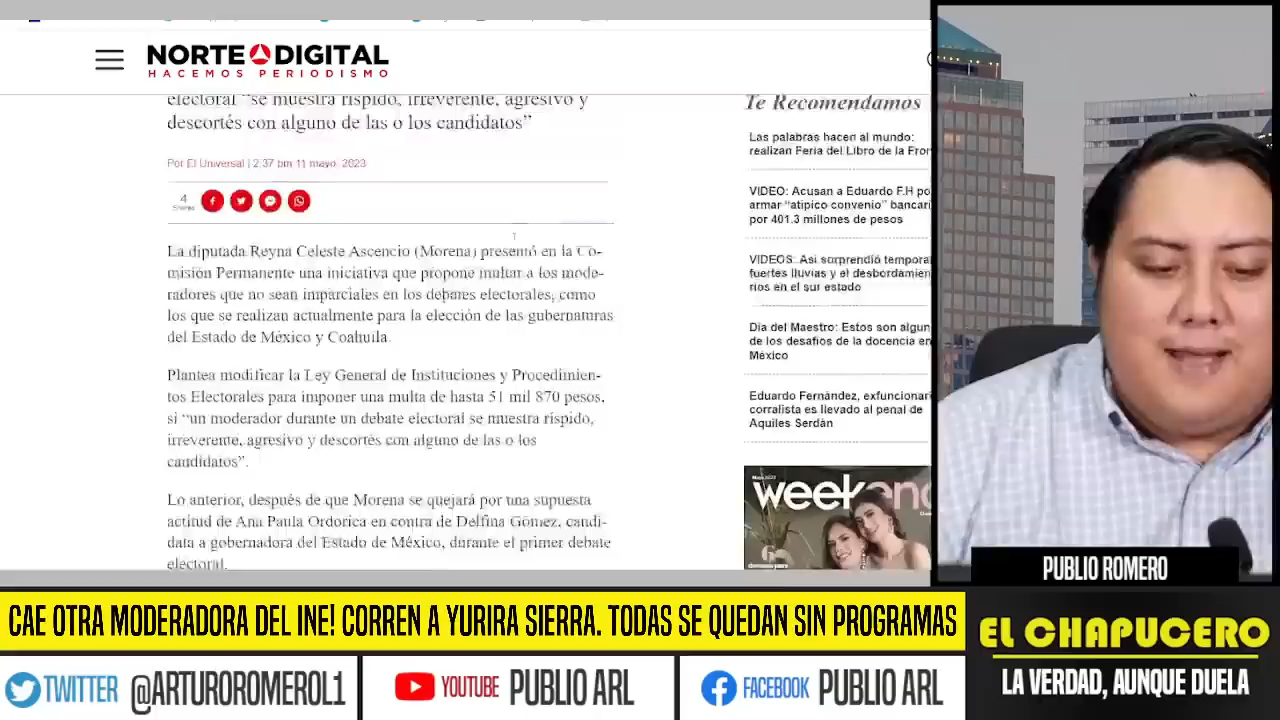 NORTE DIGITAL
HACEMOS PERIODISMO
electoral "se muestra ríspido, irreverente, agresivo y
descortés con alguno de las o los candidatos"
Por El Universal | 2:37 pm 11 mayo, 2023
4
Shares
La diputada Reyna Celeste Ascencio (Morena) presentó en la Co-
misión Permanente una iniciativa que propone multar a los mode-
radores que no sean imparciales en los debates electorales, como
los que se realizan actualmente para la elección de las gubernaturas
del Estado de México y Coahuila.
Plantea modificar la Ley General de Instituciones y Procedimien-
tos Electorales para imponer una multa de hasta 51 mil 870 pesos,
si "un moderador durante un debate electoral se muestra ríspido,
irreverente, agresivo y descortés con alguno de las o los
candidatos".
Lo anterior, después de que Morena se quejará por una supuesta
actitud de Ana Paula Ordorica en contra de Delfina Gómez, candi-
data a gobernadora del Estado de México, durante el primer debate
electoral.
Te Recomendamos
Las palabras hacen al mundo:
realizan Feria del Libro de la Fron
VIDEO: Acusan a Eduardo F.H po
armar "atípico convenio" bancari
por 401.3 millones de pesos
VIDEOS: Así sorprendió tempora
fuertes lluvias y el desbordamien
ríos en el sur estado
Día del Maestro: Estos son algun
de los desafíos de la docencia en
México
Eduardo Fernández, exfuncionar
corralista es llevado al penal de
Aquiles Serdán
weekend
PUBLIO ROMERO
CAE OTRA MODERADORA DEL INE! CORREN A YURIRA SIERRA. TODAS SE QUEDAN SIN PROGRAMAS
EL CHAPUCERO
LA VERDAD, AUNQUE DUELA
TWITTER @ARTUROROMEROL1
YOUTUBE PUBLIO ARL
FACEBOOK PUBLIO ARL